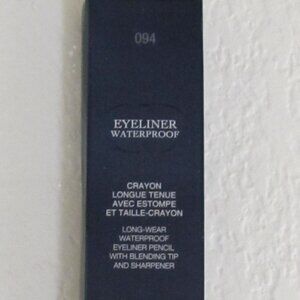 094
EYELINER
WATERPROOF
CRAYON
LONGUE TENUE
AVEC ESTOMPE
ET TAILLE-CRAYON
LONG-WEAR
WATERPROOF
EYELINER PENCIL
WITH BLENDING TIP
AND SHARPENER